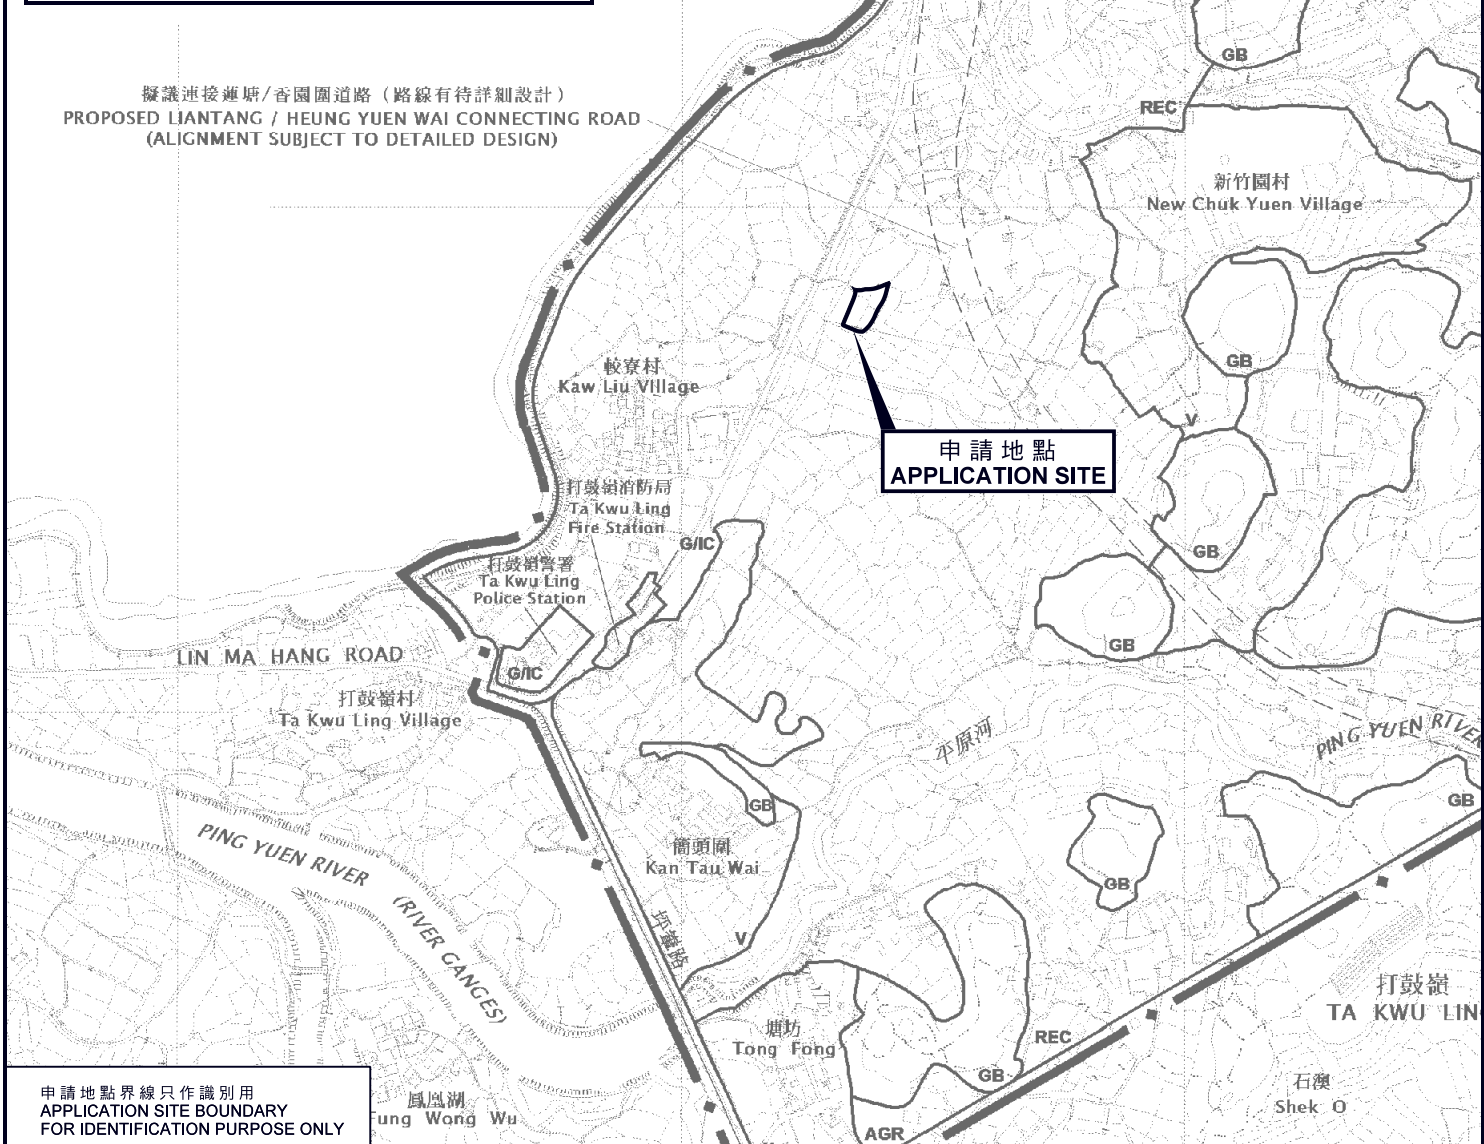 GB
擬議連接蓮塘/香園圍道路（路線有待詳細設計）
PROPOSED LIANTANG / HEUNG YUEN WAI CONNECTING ROAD
(ALIGNMENT SUBJECT TO DETAILED DESIGN)
REC
新竹園村
New Chuk Yuen Village
GB
較寮村
Kaw Liu Village
V
申請地點
APPLICATION SITE
打鼓嶺消防局
Ta Kwu Ling
Fire Station
G/IC
GB
打鼓嶺警署
Ta Kwu Ling
Police Station
GB
LIN MA HANG ROAD
G/IC
打鼓嶺村
Ta Kwu Ling Village
平原河
PING YUEN RIVER
GB
GB
PING YUEN RIVER
(RIVER GANGES)
簡頭圍
Kan Tau Wai
GB
坪輋路
V
打鼓嶺
TA KWU LIN
塘坊
Tong Fong
REC
GB
石澳
Shek O
申請地點界線只作識別用
APPLICATION SITE BOUNDARY
FOR IDENTIFICATION PURPOSE ONLY
鳳凰湖
Fung Wong Wu
AGR